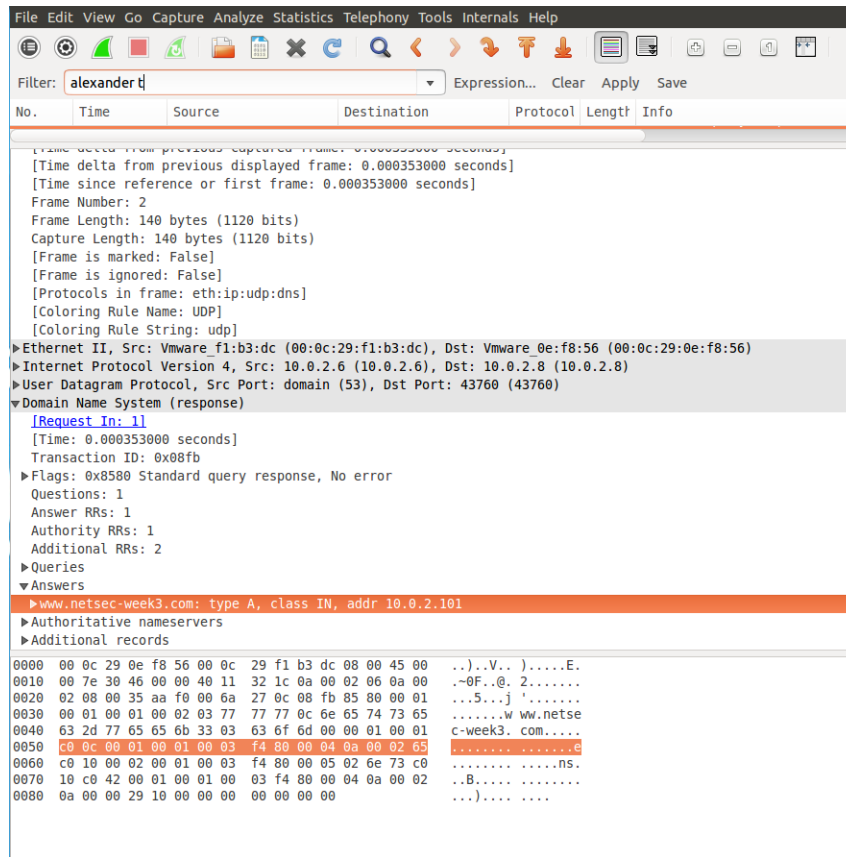 File Edit View Go Capture Analyze Statistics Telephony Tools Internals Help
Filter: alexander t Expression... Clear Apply Save
No. Time Source Destination Protocol Length Info
[Time delta from previous captured frame: 0.000353000 seconds]
[Time delta from previous displayed frame: 0.000353000 seconds]
[Time since reference or first frame: 0.000353000 seconds]
Frame Number: 2
Frame Length: 140 bytes (1120 bits)
Capture Length: 140 bytes (1120 bits)
[Frame is marked: False]
[Frame is ignored: False]
[Protocols in frame: eth:ip:udp:dns]
[Coloring Rule Name: UDP]
[Coloring Rule String: udp]
Ethernet II, Src: Vmware_f1:b3:dc (00:0c:29:f1:b3:dc), Dst: Vmware_0e:f8:56 (00:0c:29:0e:f8:56)
Internet Protocol Version 4, Src: 10.0.2.6 (10.0.2.6), Dst: 10.0.2.8 (10.0.2.8)
User Datagram Protocol, Src Port: domain (53), Dst Port: 43760 (43760)
Domain Name System (response)
[Request In: 1]
[Time: 0.000353000 seconds]
Transaction ID: 0x08fb
Flags: 0x8580 Standard query response, No error
Questions: 1
Answer RRs: 1
Authority RRs: 1
Additional RRs: 2
Queries
Answers
www.netsec-week3.com: type A, class IN, addr 10.0.2.101
Authoritative nameservers
Additional records
0000 00 0c 29 0e f8 56 00 0c 29 f1 b3 dc 08 00 45 00 ..)..V.. ).....E.
0010 00 7e 30 46 00 00 40 11 32 1c 0a 00 02 06 0a 00 .~0F..@. 2.......
0020 02 08 00 35 aa f0 00 6a 27 0c 08 fb 85 80 00 01 ...5...j '.......
0030 00 01 00 01 00 02 03 77 77 77 0c 6e 65 74 73 65 .......w ww.netse
0040 63 2d 77 65 65 6b 33 03 63 6f 6d 00 00 01 00 01 c-week3. com.....
0050 c0 0c 00 01 00 01 00 03 f4 80 00 04 0a 00 02 65 ........ .......e
0060 c0 10 00 02 00 01 00 03 f4 80 00 05 02 6e 73 c0 ........ .....ns.
0070 10 c0 42 00 01 00 01 00 03 f4 80 00 04 0a 00 02 ..B..... ........
0080 0a 00 00 29 10 00 00 00 00 00 00 00 ...).... ....